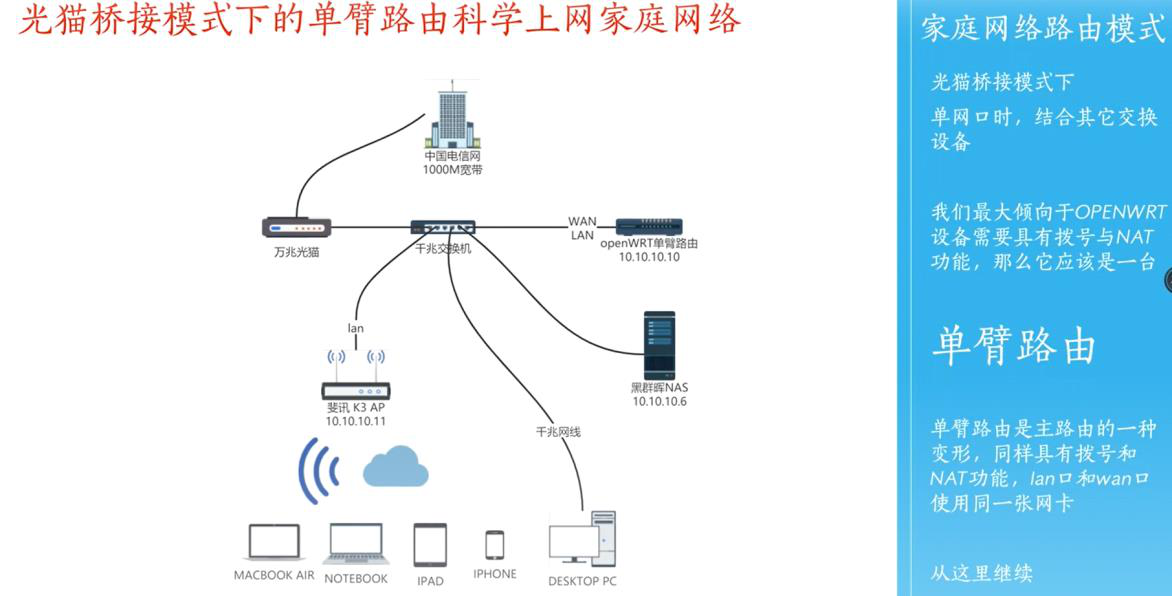 光猫桥接模式下的单臂路由科学上网家庭网络
中国电信网
1000M宽带
万兆光猫
千兆交换机
WAN
LAN
openWRT单臂路由
10.10.10.10
lan
斐讯 K3 AP
10.10.10.11
黑群晖NAS
10.10.10.6
千兆网线
MACBOOK AIR
NOTEBOOK
IPAD
IPHONE
DESKTOP PC
家庭网络路由模式
光猫桥接模式下
单网口时，结合其它交换
设备
我们最大倾向于OPENWRT
设备需要具有拨号与NAT
功能，那么它应该是一台
单臂路由
单臂路由是主路由的一种
变形，同样具有拨号和
NAT功能，lan口和wan口
使用同一张网卡
从这里继续